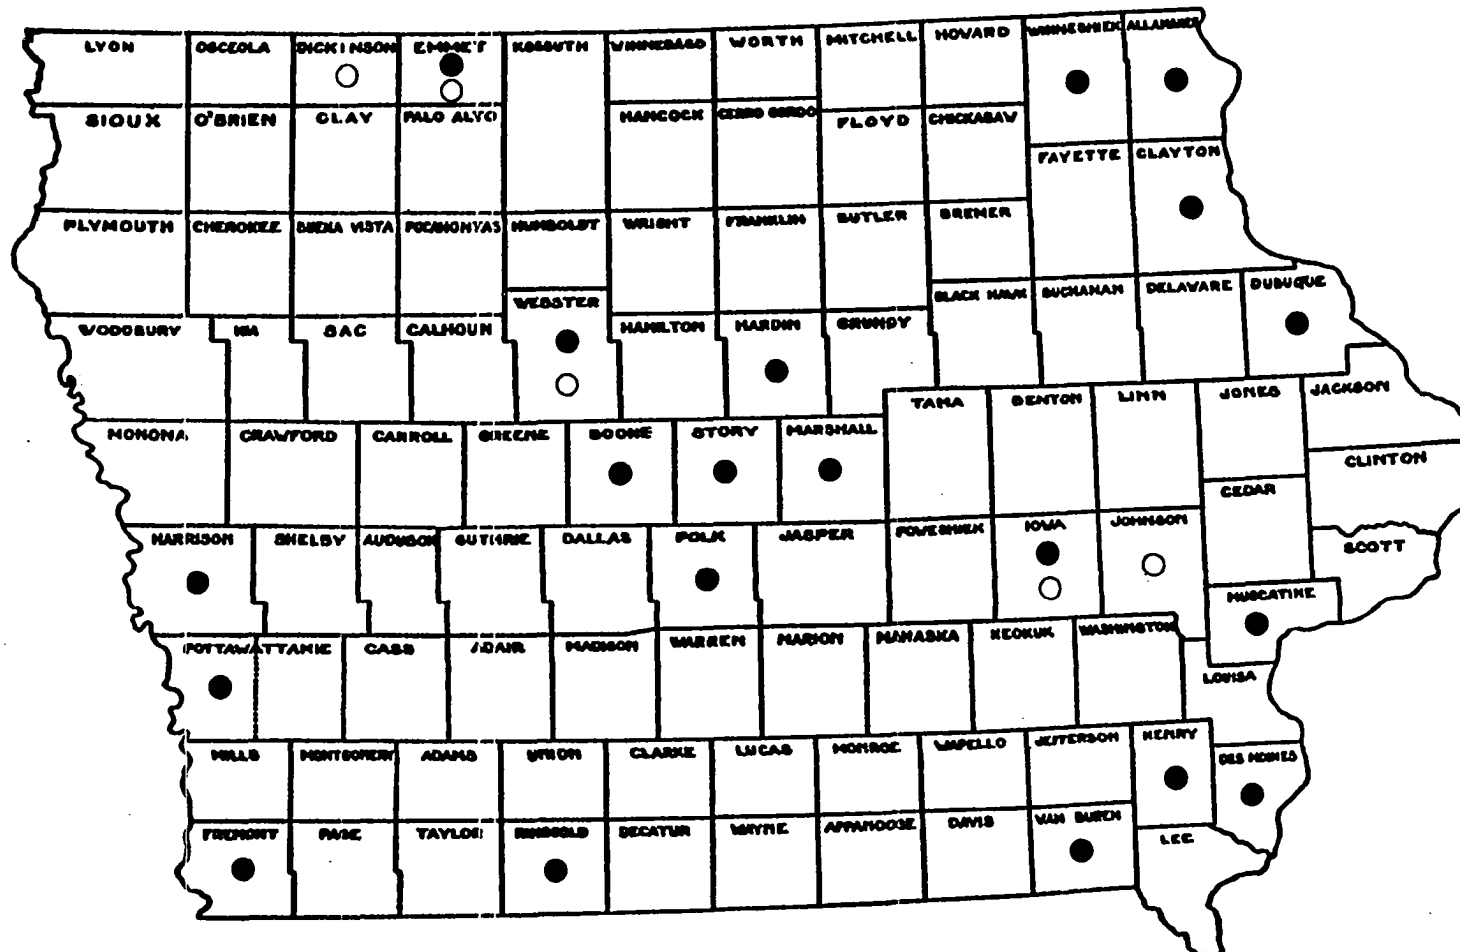 LYON OSCEOLA DICKINSON EMMET KOSSUTH WINNEBAGO WORTH MITCHELL HOWARD WINNESHIEK ALLAMAKEE
SIOUX O'BRIEN CLAY PALO ALTO HANCOCK CERRO GORDO FLOYD CHICKASAW
FAYETTE CLAYTON
PLYMOUTH CHEROKEE BUENA VISTA POCAHONTAS HUMBOLDT WRIGHT FRANKLIN BUTLER BREMER
WEBSTER BLACK HAWK BUCHANAN DELAWARE DUBUQUE
WOODBURY IDA SAC CALHOUN HAMILTON HARDIN GRUNDY
TAMA BENTON LINN JONES JACKSON
MONONA CRAWFORD CARROLL GREENE BOONE STORY MARSHALL
CLINTON
CEDAR
HARRISON SHELBY AUDUBON GUTHRIE DALLAS POLK JASPER POWESHIEK IOWA JOHNSON
SCOTT
MUSCATINE
POTTAWATTAMIE CASS ADAIR MADISON WARREN MARION MAHASKA KEOKUK WASHINGTON
LOUISA
MILLS MONTGOMERY ADAMS UNION CLARKE LUCAS MONROE WAPELLO JEFFERSON HENRY
DES MOINES
FREMONT PAGE TAYLOR RINGGOLD DECATUR WAYNE APPANOOSE DAVIS VAN BUREN
LEE